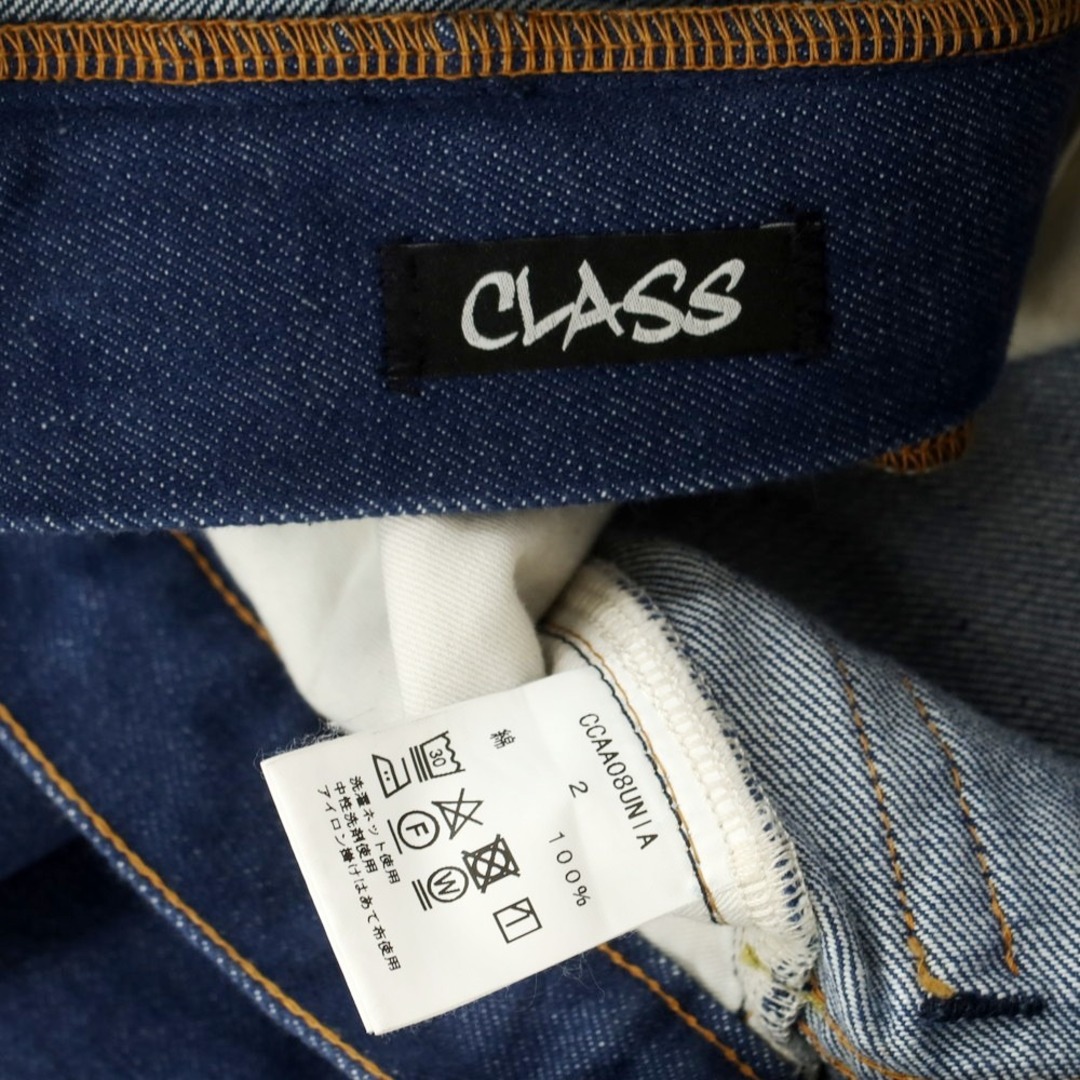 CLASS
CCAA08UNIA
2
綿 100%
30
F
W
洗濯ネット使用
中性洗剤使用
アイロン掛けはあて布使用